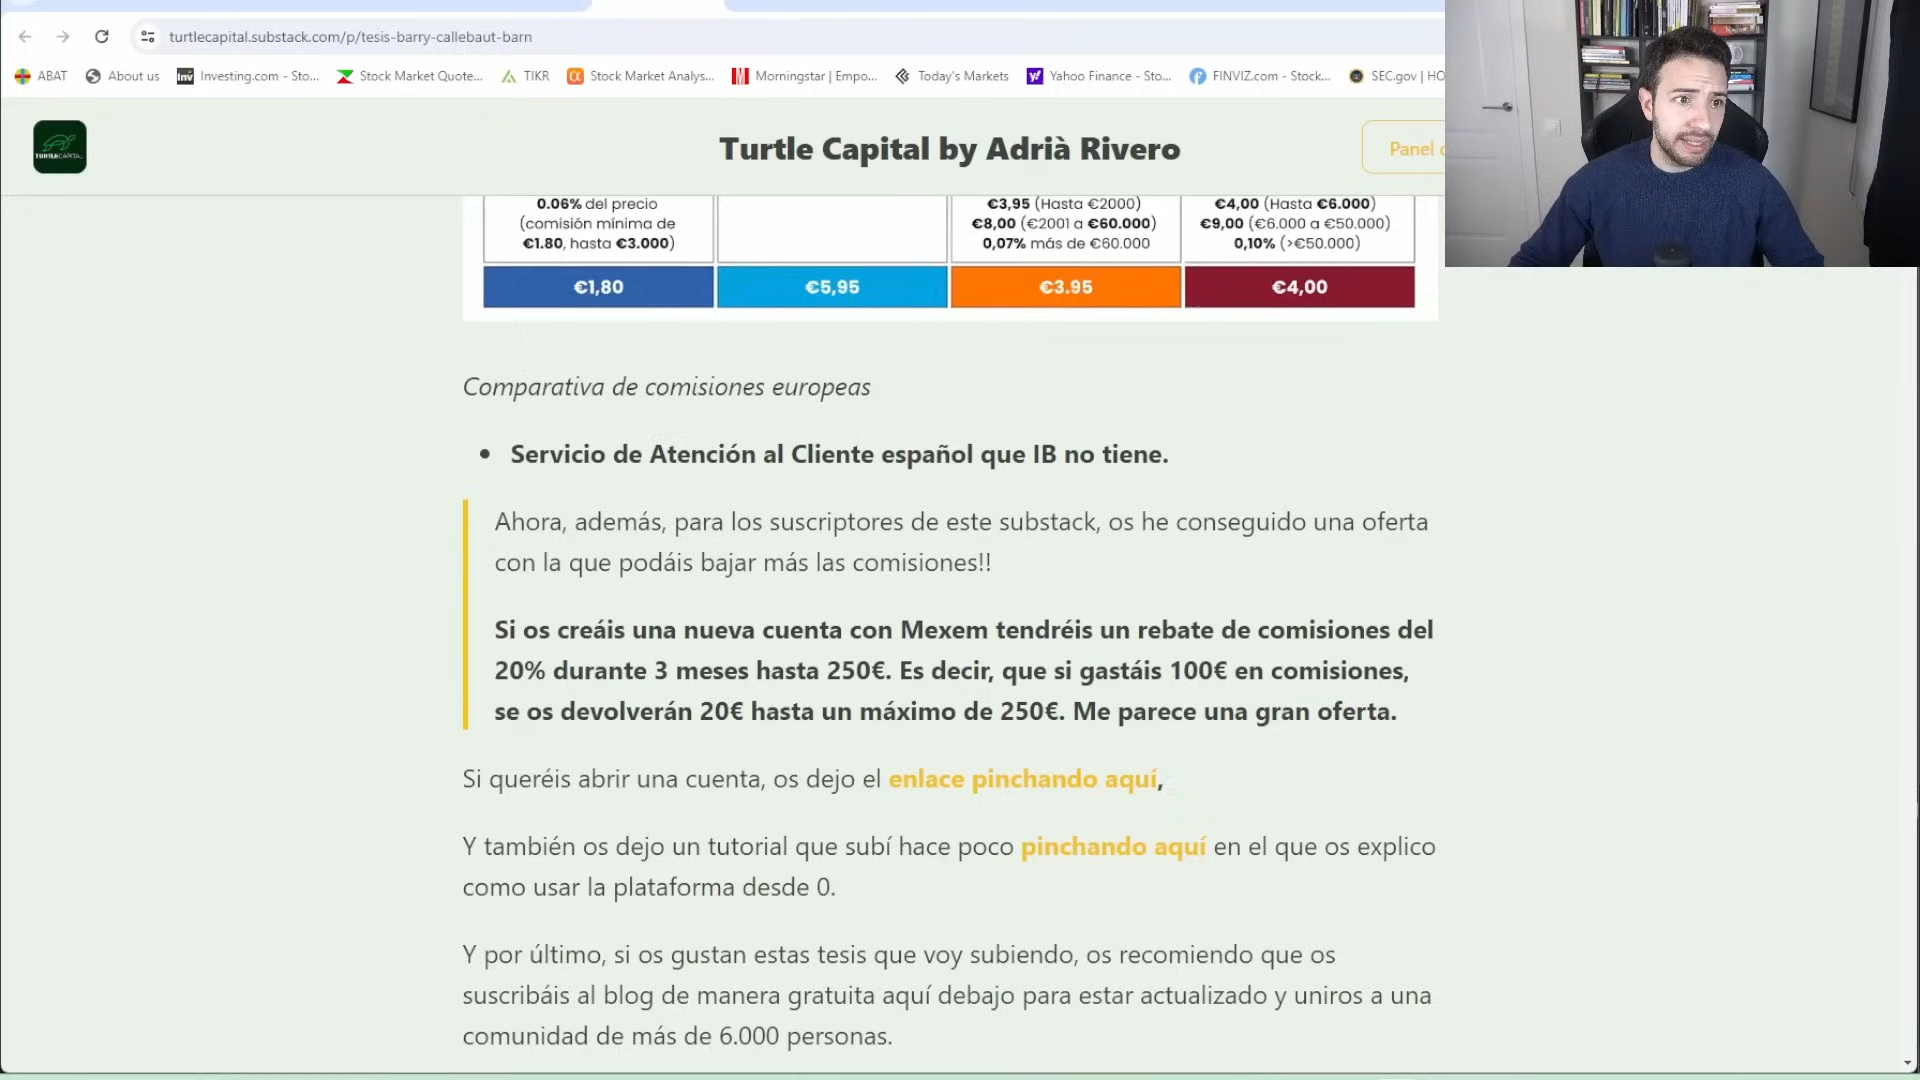 turtlecapital.substack.com/p/tesis-barry-callebaut-barn
ABAT About us Investing.com - Sto... Stock Market Quote... TIKR Stock Market Analys... Morningstar | Empo... Today's Markets Yahoo Finance - Sto... FINVIZ.com - Stock... SEC.gov | HO
TURTLECAPITAL
Turtle Capital by Adrià Rivero
Panel
0.06% del precio
(comisión mínima de
€1.80, hasta €3.000)
€1,80
€5,95
€3,95 (Hasta €2000)
€8,00 (€2001 a €60.000)
0,07% más de €60.000
€3.95
€4,00 (Hasta €6.000)
€9,00 (€6.000 a €50.000)
0,10% (>€50.000)
€4,00
Comparativa de comisiones europeas
• Servicio de Atención al Cliente español que IB no tiene.
Ahora, además, para los suscriptores de este substack, os he conseguido una oferta
con la que podáis bajar más las comisiones!!
Si os creáis una nueva cuenta con Mexem tendréis un rebate de comisiones del
20% durante 3 meses hasta 250€. Es decir, que si gastáis 100€ en comisiones,
se os devolverán 20€ hasta un máximo de 250€. Me parece una gran oferta.
Si queréis abrir una cuenta, os dejo el enlace pinchando aquí,
Y también os dejo un tutorial que subí hace poco pinchando aquí en el que os explico
como usar la plataforma desde 0.
Y por último, si os gustan estas tesis que voy subiendo, os recomiendo que os
suscribáis al blog de manera gratuita aquí debajo para estar actualizado y uniros a una
comunidad de más de 6.000 personas.